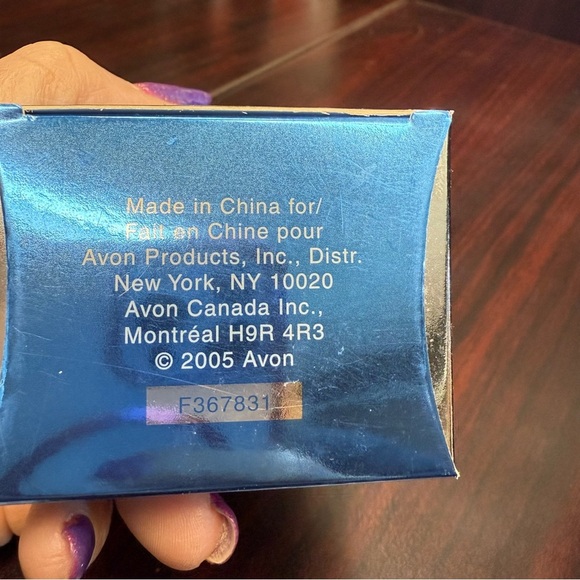 Made in China for/
Fait en Chine pour
Avon Products, Inc., Distr.
New York, NY 10020
Avon Canada Inc.,
Montréal H9R 4R3
© 2005 Avon
F367831